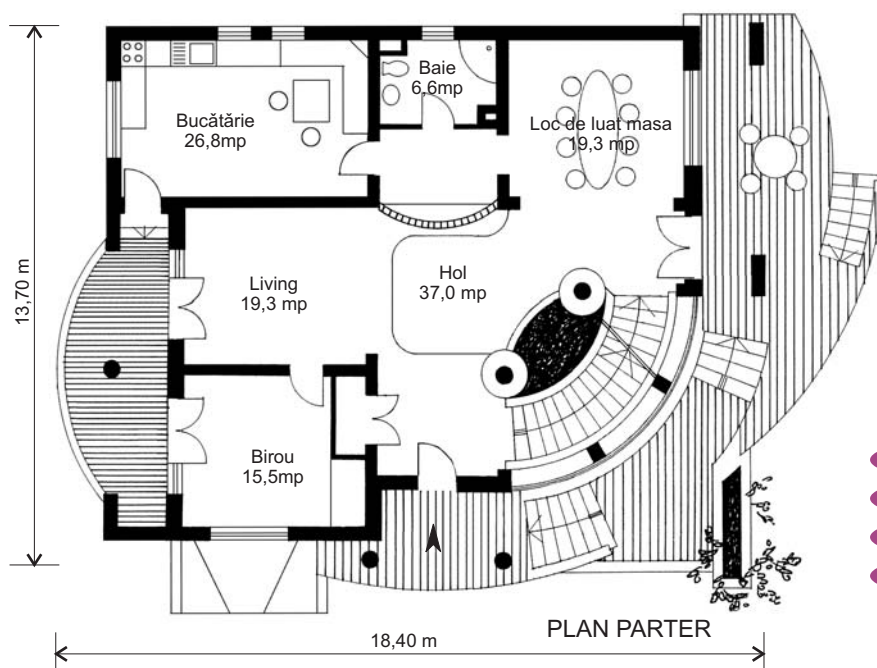 Baie
6,6mp
Bucătărie
26,8mp
Loc de luat masa
19,3 mp
Living
19,3 mp
Hol
37,0 mp
13,70 m
Birou
15,5mp
PLAN PARTER
18,40 m